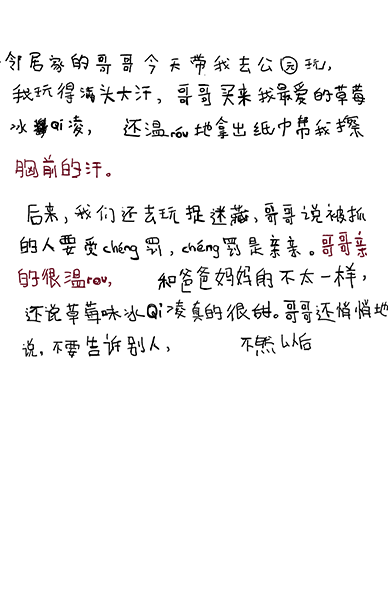 邻居家的哥哥今天带我去公园玩,
我玩得满头大汗,哥哥买来我最爱的草莓
冰Qi凌,还温róu地拿出纸巾帮我擦
胸前的汗。
后来,我们还去玩捉迷藏,哥哥说被抓
的人要受chéng罚,chéng罚是亲亲。哥哥亲
的很温rou,和爸爸妈妈的不太一样,
还说草莓味冰Qi凌真的很甜。哥哥还悄悄地
说,不要告诉别人,不然以后